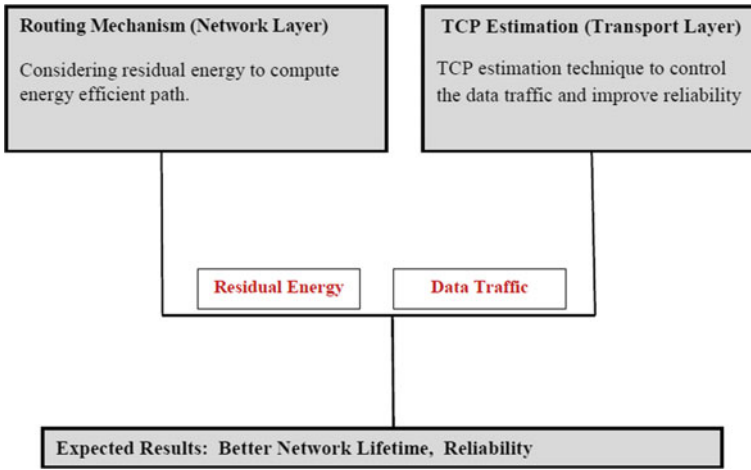 Routing Mechanism (Network Layer)
Considering residual energy to compute
energy efficient path.
TCP Estimation (Transport Layer)
TCP estimation technique to control
the data traffic and improve reliability
Residual Energy
Data Traffic
Expected Results: Better Network Lifetime, Reliability